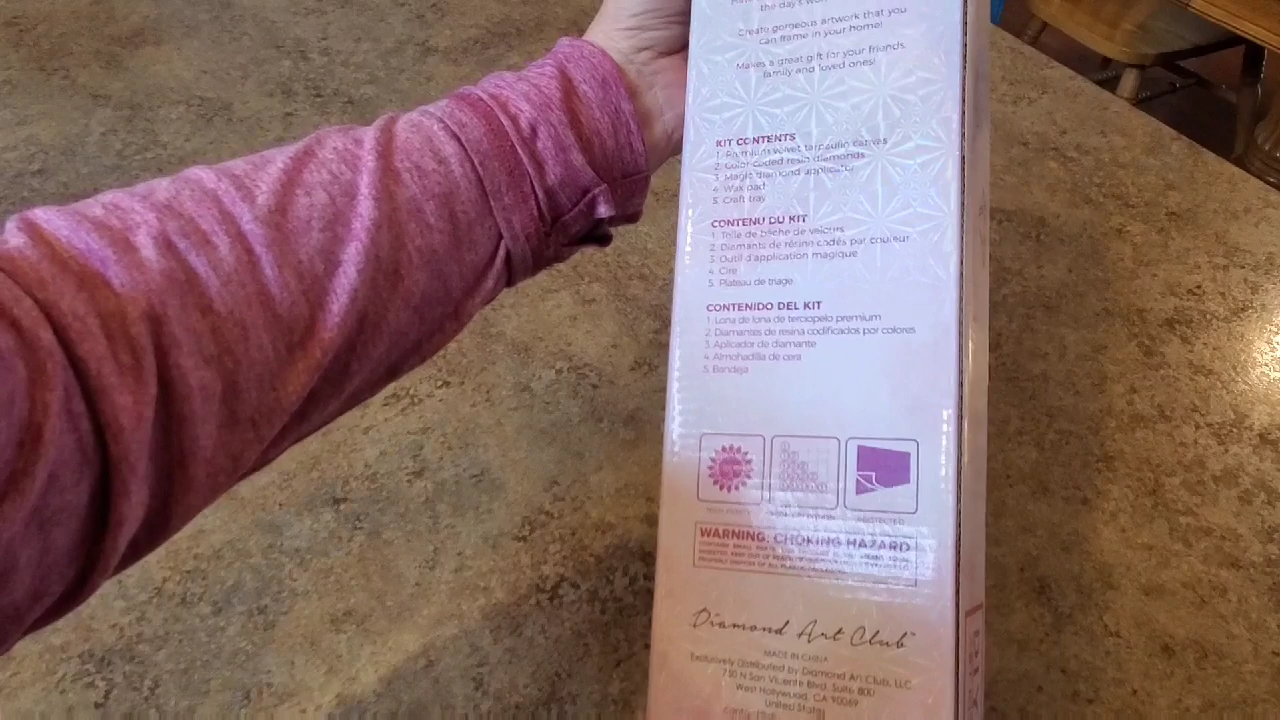 the day's
Create gorgeous artwork that you
can frame in your home!
Makes a great gift for your friends,
family and loved ones!
KIT CONTENTS
1. Premium velvet tarpaulin canvas
2. Color-coded resin diamonds
3. Magic diamond applicator
4. Wax pad
5. Craft tray
CONTENU DU KIT
1. Toile de bâche de velours
2. Diamants de résine codés par couleur
3. Outil d'application magique
4. Cire
5. Plateau de triage
CONTENIDO DEL KIT
1. Lona de lona de terciopelo premium
2. Diamantes de resina codificados por colores
3. Aplicador de diamante
4. Almohadilla de cera
5. Bandeja
PROTECTED
WARNING: CHOKING HAZARD
Diamond Art Club
MADE IN CHINA
Exclusively Distributed by Diamond Art Club, LLC
750 N San Vicente Blvd, Suite 800
West Hollywood, CA 90069
United States